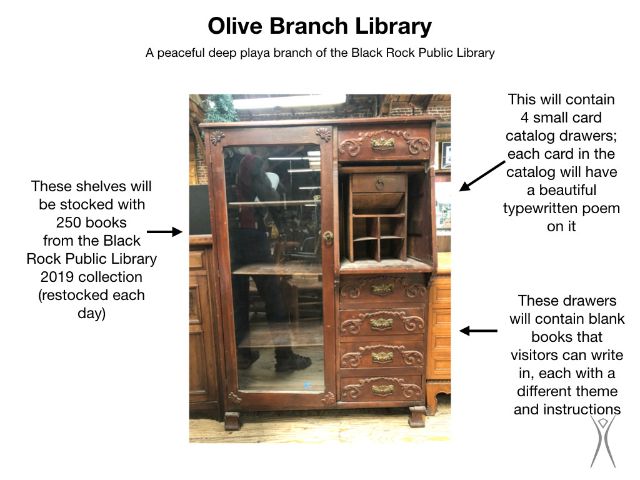 Olive Branch Library
A peaceful deep playa branch of the Black Rock Public Library
This will contain
4 small card
catalog drawers;
each card in the
catalog will have
a beautiful
typewritten poem
on it
These shelves will
be stocked with
250 books
from the Black
Rock Public Library
2019 collection
(restocked each
day)
These drawers
will contain blank
books that
visitors can write
in, each with a
different theme
and instructions